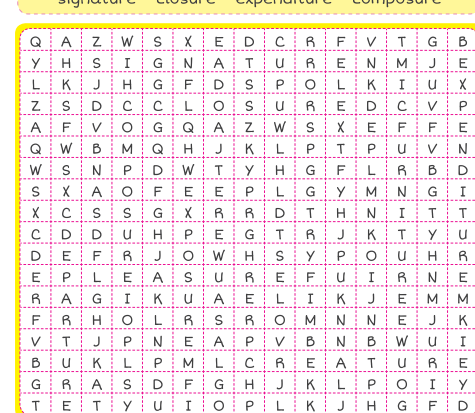 signature closure expenditure composure
Q A Z W S X E D C R F V T G B
Y H S I G N A T U R E N M J E
L K J H G F D S P O L K I U X
Z S D C C L O S U R E D C V P
A F V O G Q A Z W S X E F F E
Q W B M Q H J K L P T P U V N
W S N P D W T Y H G F L R B D
S X A O F E E P L G Y M N G I
X C S S G X R R D T H N I T T
C D D U H P E G T R J K T Y U
D E F R J O W H S Y P O U H R
E P L E A S U R E F U I R N E
R A G I K U A E L I K J E M M
F R H O L R S R O M N N E J K
V T J P N E A P V B N B W U I
B U K L P M L C R E A T U R E
G R A S D F G H J K L P O I Y
T E T Y U I O P L K J H G F D